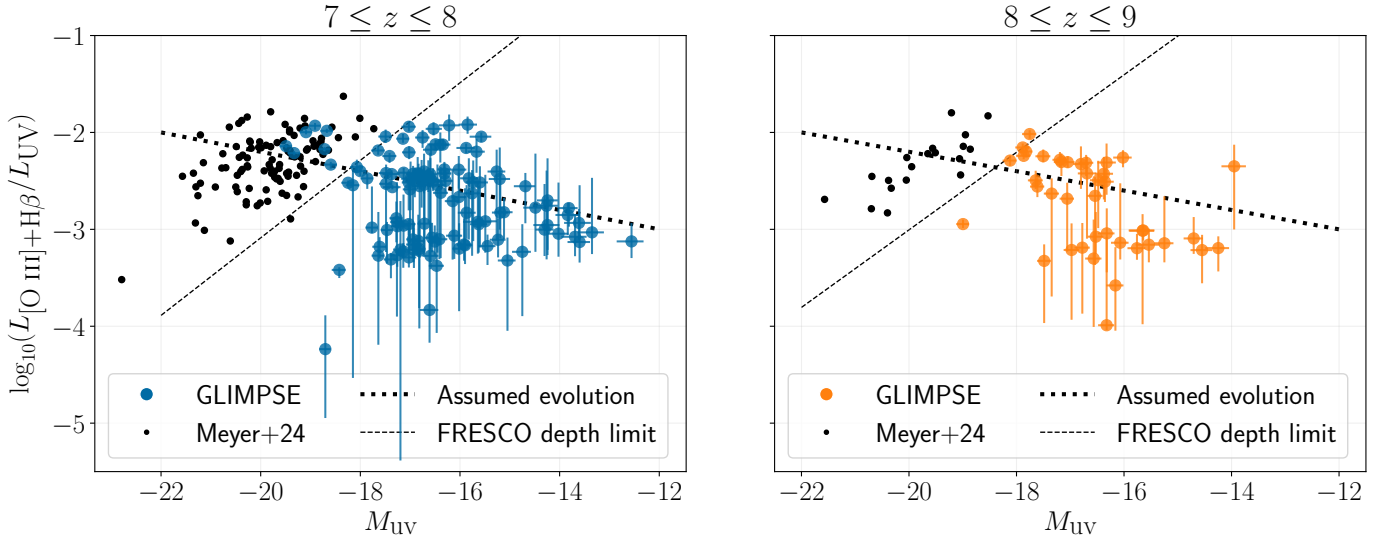 7 ≤ z ≤ 8
8 ≤ z ≤ 9
log₁₀(L[O III]+Hβ/LUV)
−1
−2
−3
−4
−5
GLIMPSE
Meyer+24
Assumed evolution
FRESCO depth limit
GLIMPSE
Meyer+24
Assumed evolution
FRESCO depth limit
−22 −20 −18 −16 −14 −12
−22 −20 −18 −16 −14 −12
MUV
MUV